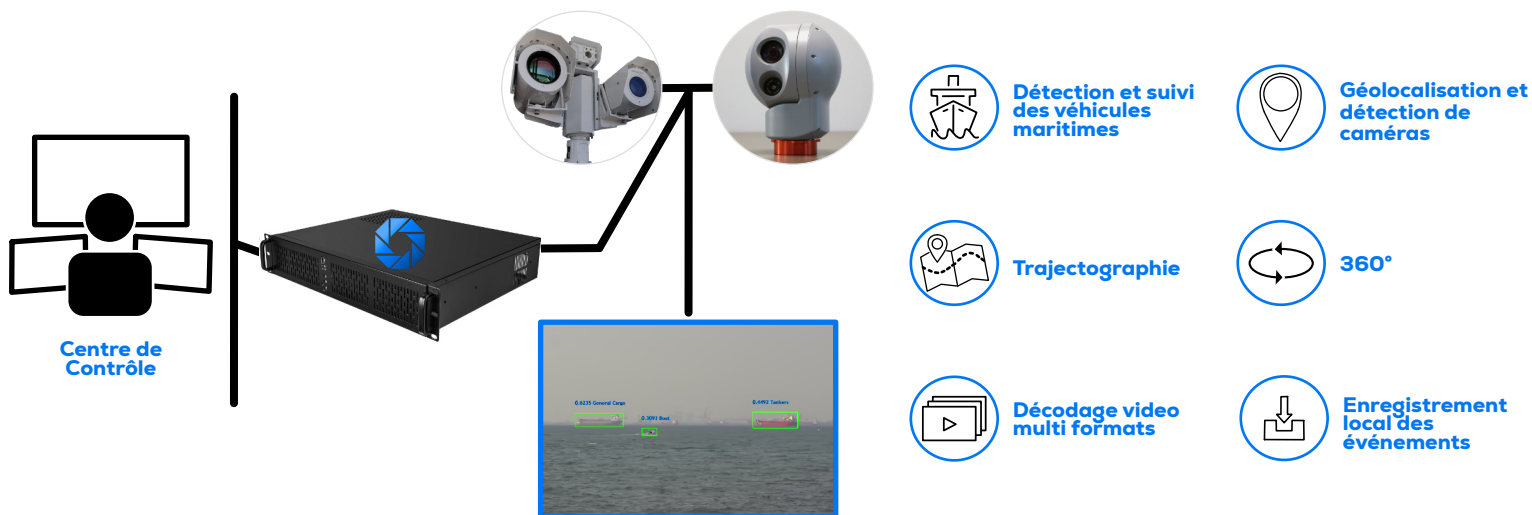 Centre de
Contrôle
0.6235 General Cargo
0.3093 Boat
0.4492 Tankers
Détection et suivi
des véhicules
maritimes
Géolocalisation et
détection de
caméras
Trajectographie
360°
Décodage video
multi formats
Enregistrement
local des
événements